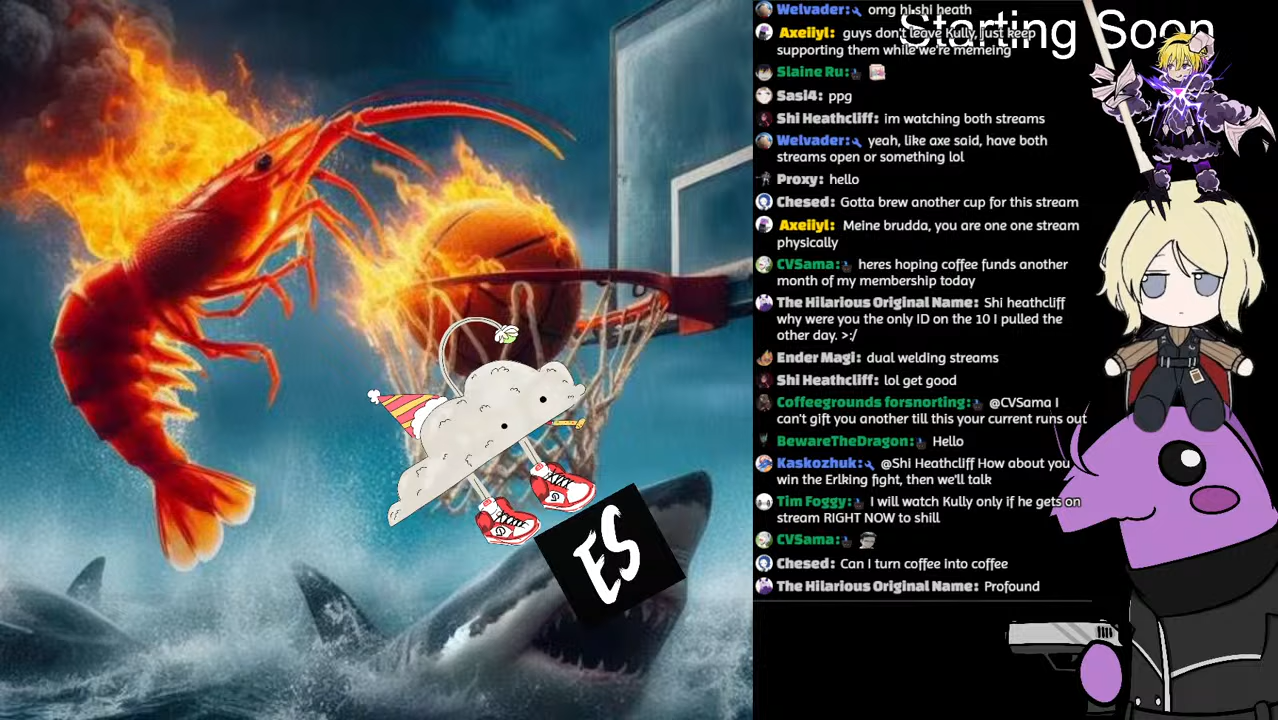 Starting Soon
Welvader: omg hi shi heath
Axeiiyl: guys don't leave Kully, just keep
supporting them while we're memeing
Slaine Ru:
Sasi4: ppg
Shi Heathcliff: im watching both streams
Welvader: yeah, like axe said, have both
streams open or something lol
Proxy: hello
Chesed: Gotta brew another cup for this stream
Axeiiyl: Meine brudda, you are one one stream
physically
CVSama: heres hoping coffee funds another
month of my membership today
The Hilarious Original Name: Shi heathcliff
why were you the only ID on the 10 I pulled the
other day. >:/
Ender Magi: dual welding streams
Shi Heathcliff: lol get good
Coffeegrounds forsnorting: @CVSama I
can't gift you another till this your current runs out
BewareTheDragon: Hello
Kaskozhuk: @Shi Heathcliff How about you
win the Erlking fight, then we'll talk
Tim Foggy: I will watch Kully only if he gets on
stream RIGHT NOW to shill
CVSama:
Chesed: Can I turn coffee into coffee
The Hilarious Original Name: Profound
ES